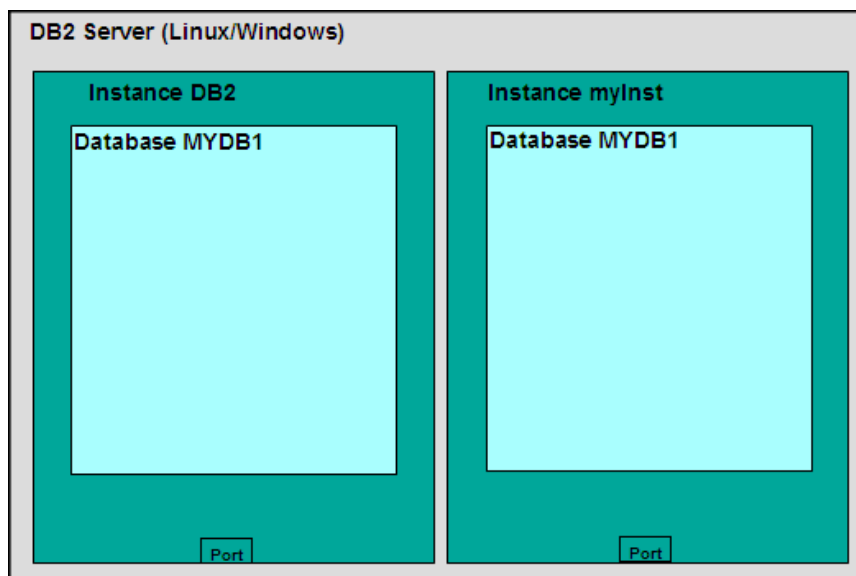 DB2 Server (Linux/Windows)
Instance DB2
Database MYDB1
Port
Instance myInst
Database MYDB1
Port